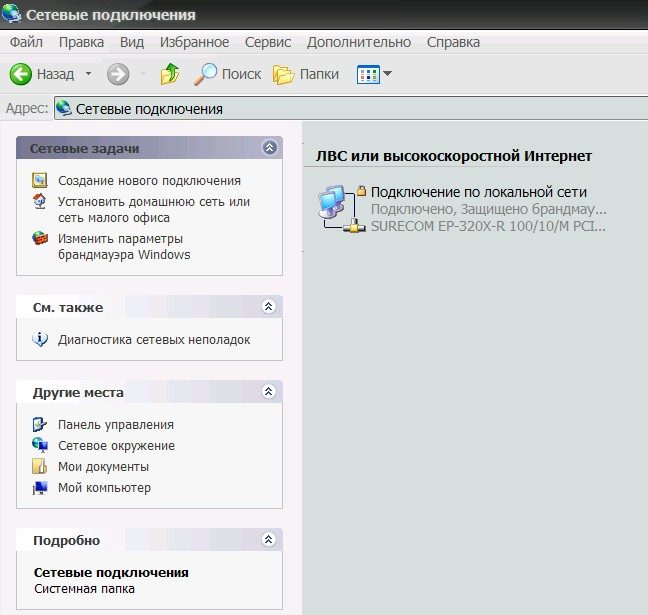 Сетевые подключения
Файл Правка Вид Избранное Сервис Дополнительно Справка
Назад Поиск Папки
Адрес: Сетевые подключения
Сетевые задачи
Создание нового подключения
Установить домашнюю сеть или
сеть малого офиса
Изменить параметры
брандмауэра Windows
См. также
Диагностика сетевых неполадок
Другие места
Панель управления
Сетевое окружение
Мои документы
Мой компьютер
Подробно
Сетевые подключения
Системная папка
ЛВС или высокоскоростной Интернет
Подключение по локальной сети
Подключено, Защищено брандмау...
SURECOM EP-320X-R 100/10/M PCI...